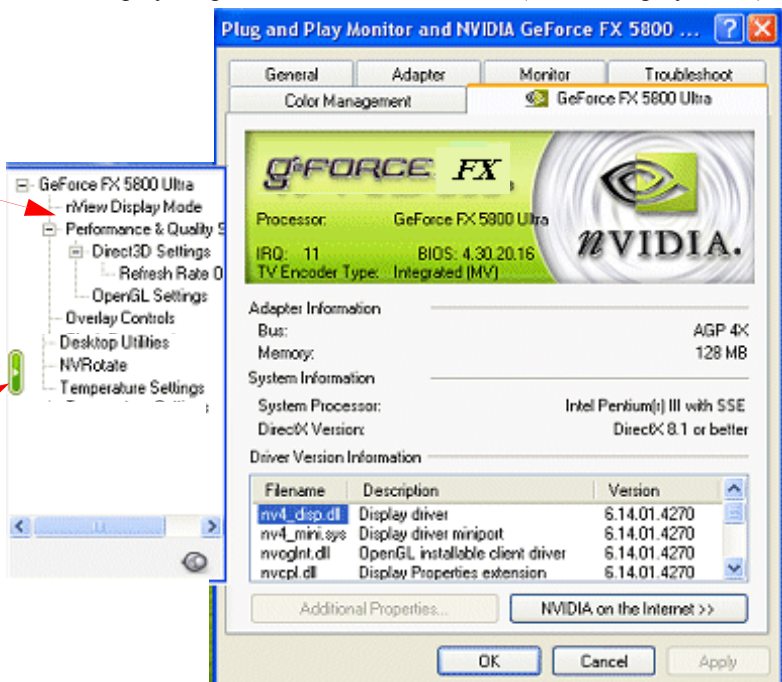 Plug and Play Monitor and NVIDIA GeForce FX 5800 ...
General Adapter Monitor Troubleshoot
Color Management GeForce FX 5800 Ultra
GeFORCE FX
Processor: GeForce FX 5800 Ultra
IRQ: 11 BIOS: 4.30.20.16
TV Encoder Type: Integrated (MV)
NVIDIA.
GeForce FX 5800 Ultra
nView Display Mode
Performance & Quality S
Direct3D Settings
Refresh Rate O
OpenGL Settings
Overlay Controls
Desktop Utilities
NVRotate
Temperature Settings
Adapter Information
Bus: AGP 4X
Memory: 128 MB
System Information
System Processor: Intel Pentium(r) III with SSE
DirectX Version: DirectX 8.1 or better
Driver Version Information
Filename Description Version
nv4_disp.dll Display driver 6.14.01.4270
nv4_mini.sys Display driver miniport 6.14.01.4270
nvoglnt.dll OpenGL installable client driver 6.14.01.4270
nvcpl.dll Display Properties extension 6.14.01.4270
Additional Properties... NVIDIA on the Internet >>
OK Cancel Apply